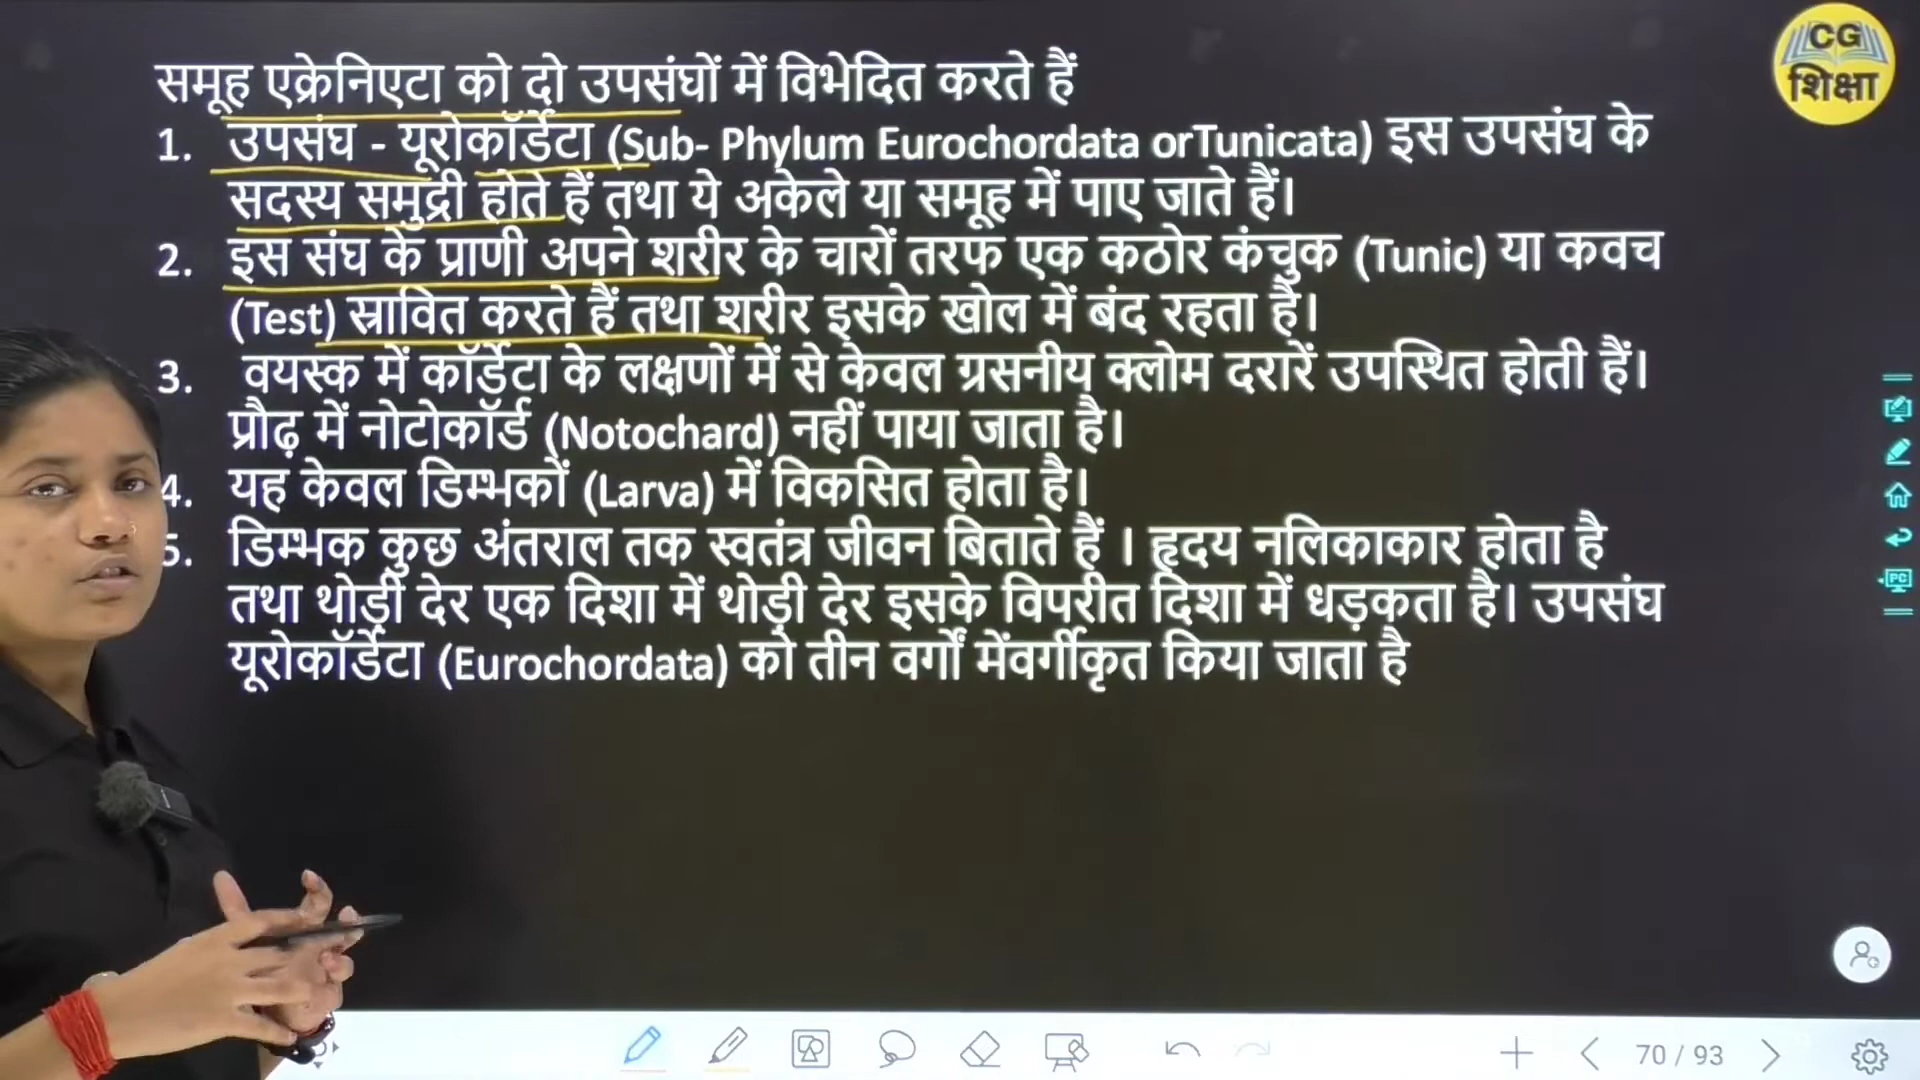 CG
शिक्षा
समूह एक्रेनिएटा को दो उपसंघों में विभेदित करते हैं
1. उपसंघ - यूरोकॉर्डेटा (Sub- Phylum Eurochordata orTunicata) इस उपसंघ के
सदस्य समुद्री होते हैं तथा ये अकेले या समूह में पाए जाते हैं।
2. इस संघ के प्राणी अपने शरीर के चारों तरफ एक कठोर कंचुक (Tunic) या कवच
(Test) स्रावित करते हैं तथा शरीर इसके खोल में बंद रहता है।
3. वयस्क में कॉर्डेटा के लक्षणों में से केवल ग्रसनीय क्लोम दरारें उपस्थित होती हैं।
प्रौढ़ में नोटोकॉर्ड (Notochard) नहीं पाया जाता है।
4. यह केवल डिम्भकों (Larva) में विकसित होता है।
5. डिम्भक कुछ अंतराल तक स्वतंत्र जीवन बिताते हैं । हृदय नलिकाकार होता है
तथा थोड़ी देर एक दिशा में थोड़ी देर इसके विपरीत दिशा में धड़कता है। उपसंघ
यूरोकॉर्डेटा (Eurochordata) को तीन वर्गों मेंवर्गीकृत किया जाता है
PC
70 / 93